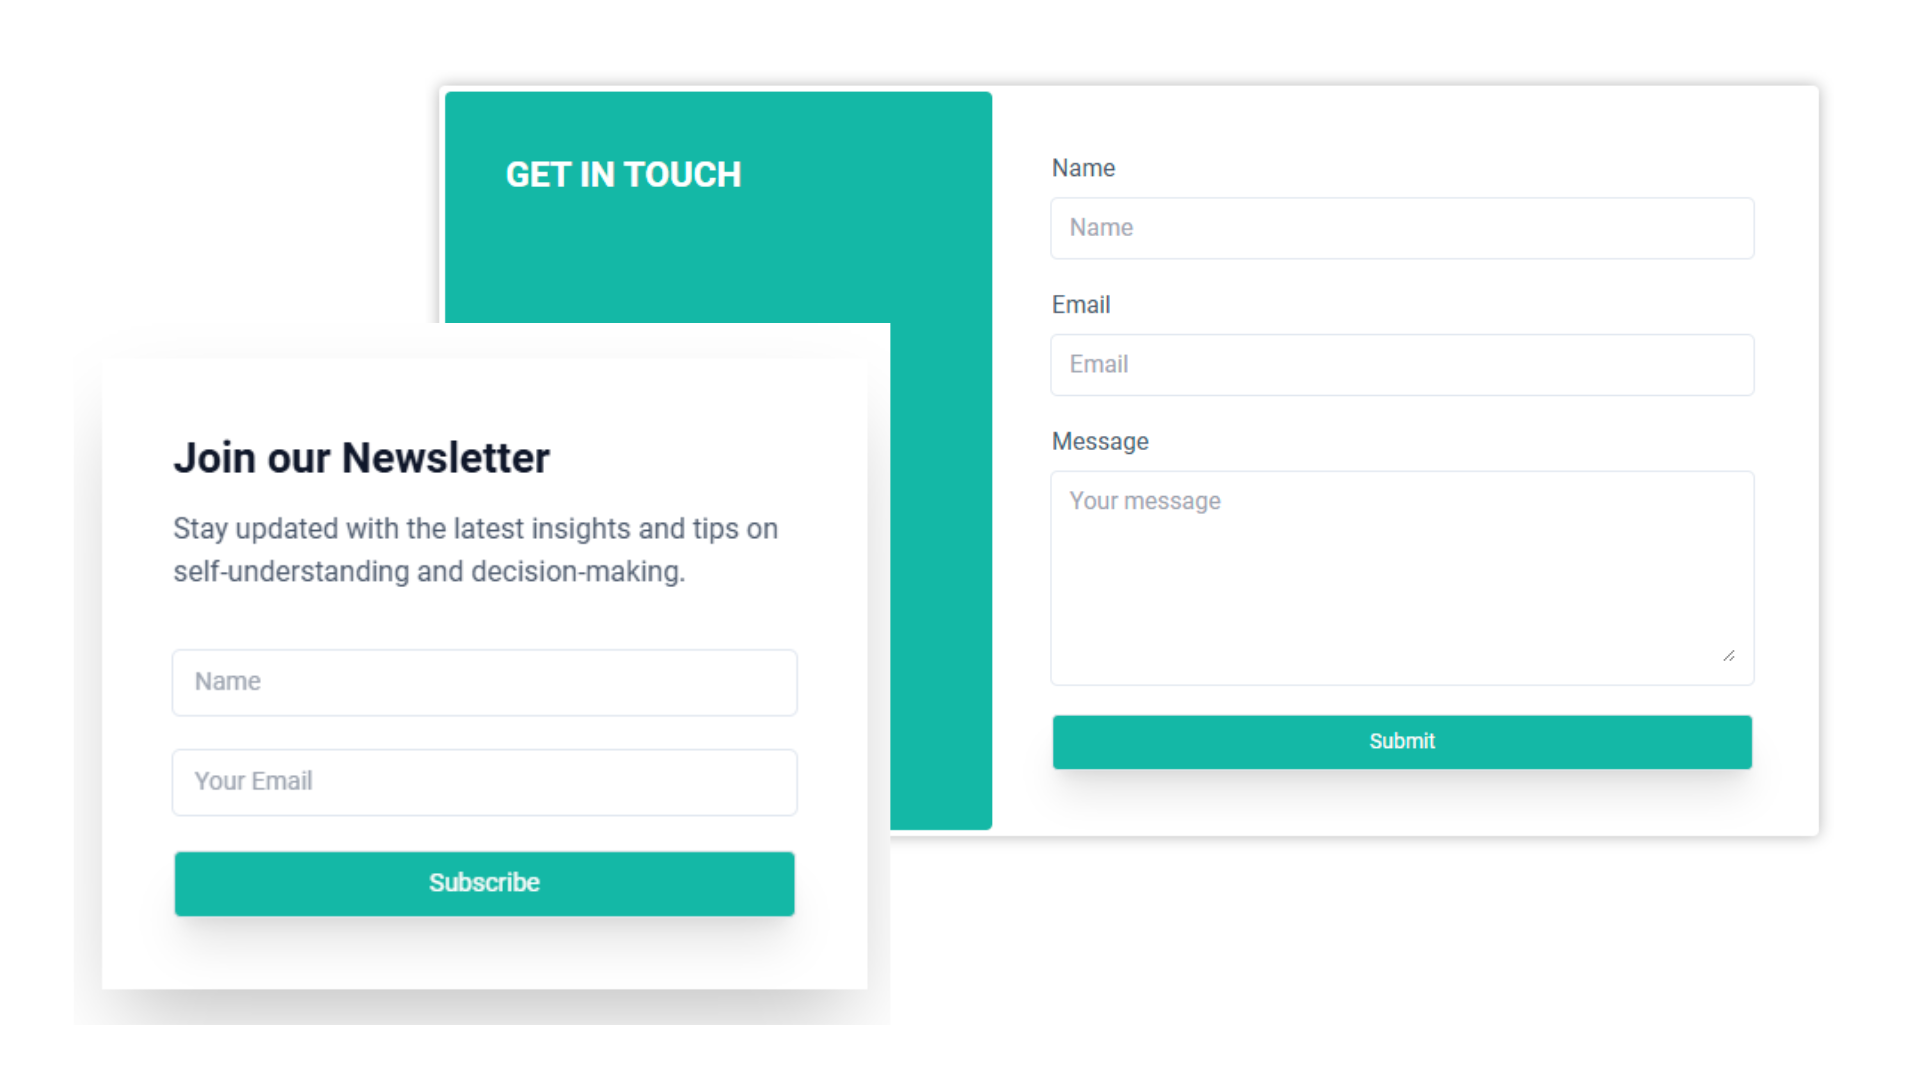 GET IN TOUCH
Name
Name
Email
Email
Message
Your message
Submit
Join our Newsletter
Stay updated with the latest insights and tips on
self-understanding and decision-making.
Name
Your Email
Subscribe